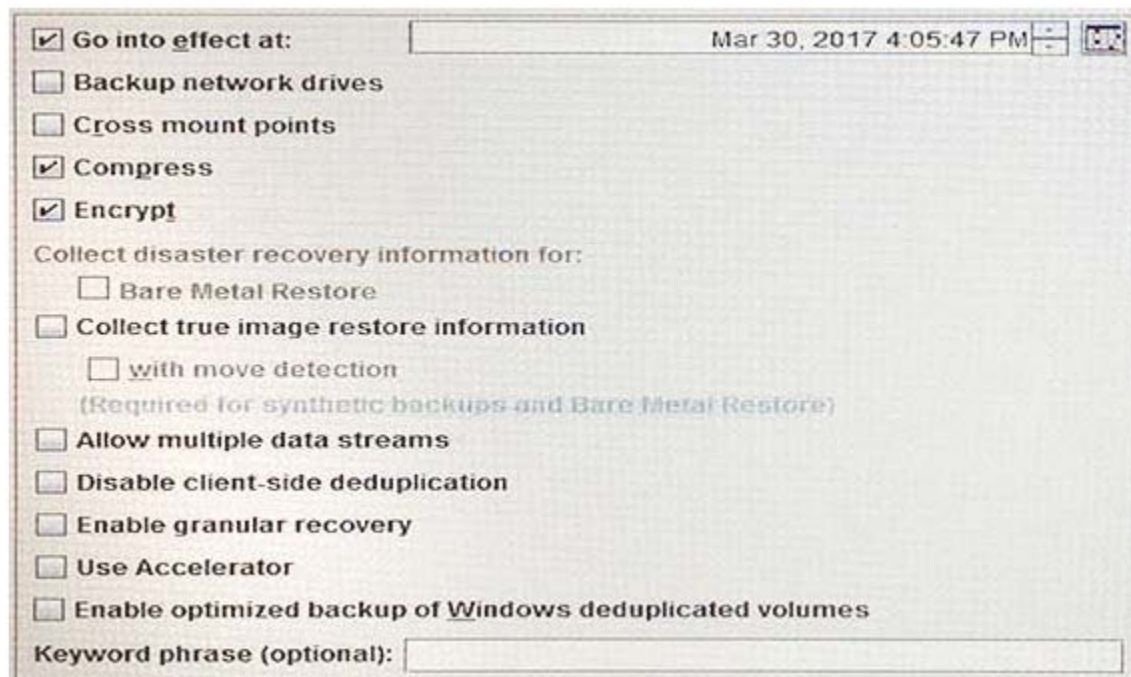 Go into effect at: Mar 30, 2017 4:05:47 PM
Backup network drives
Cross mount points
Compress
Encrypt
Collect disaster recovery information for:
Bare Metal Restore
Collect true image restore information
with move detection
(Required for synthetic backups and Bare Metal Restore)
Allow multiple data streams
Disable client-side deduplication
Enable granular recovery
Use Accelerator
Enable optimized backup of Windows deduplicated volumes
Keyword phrase (optional):